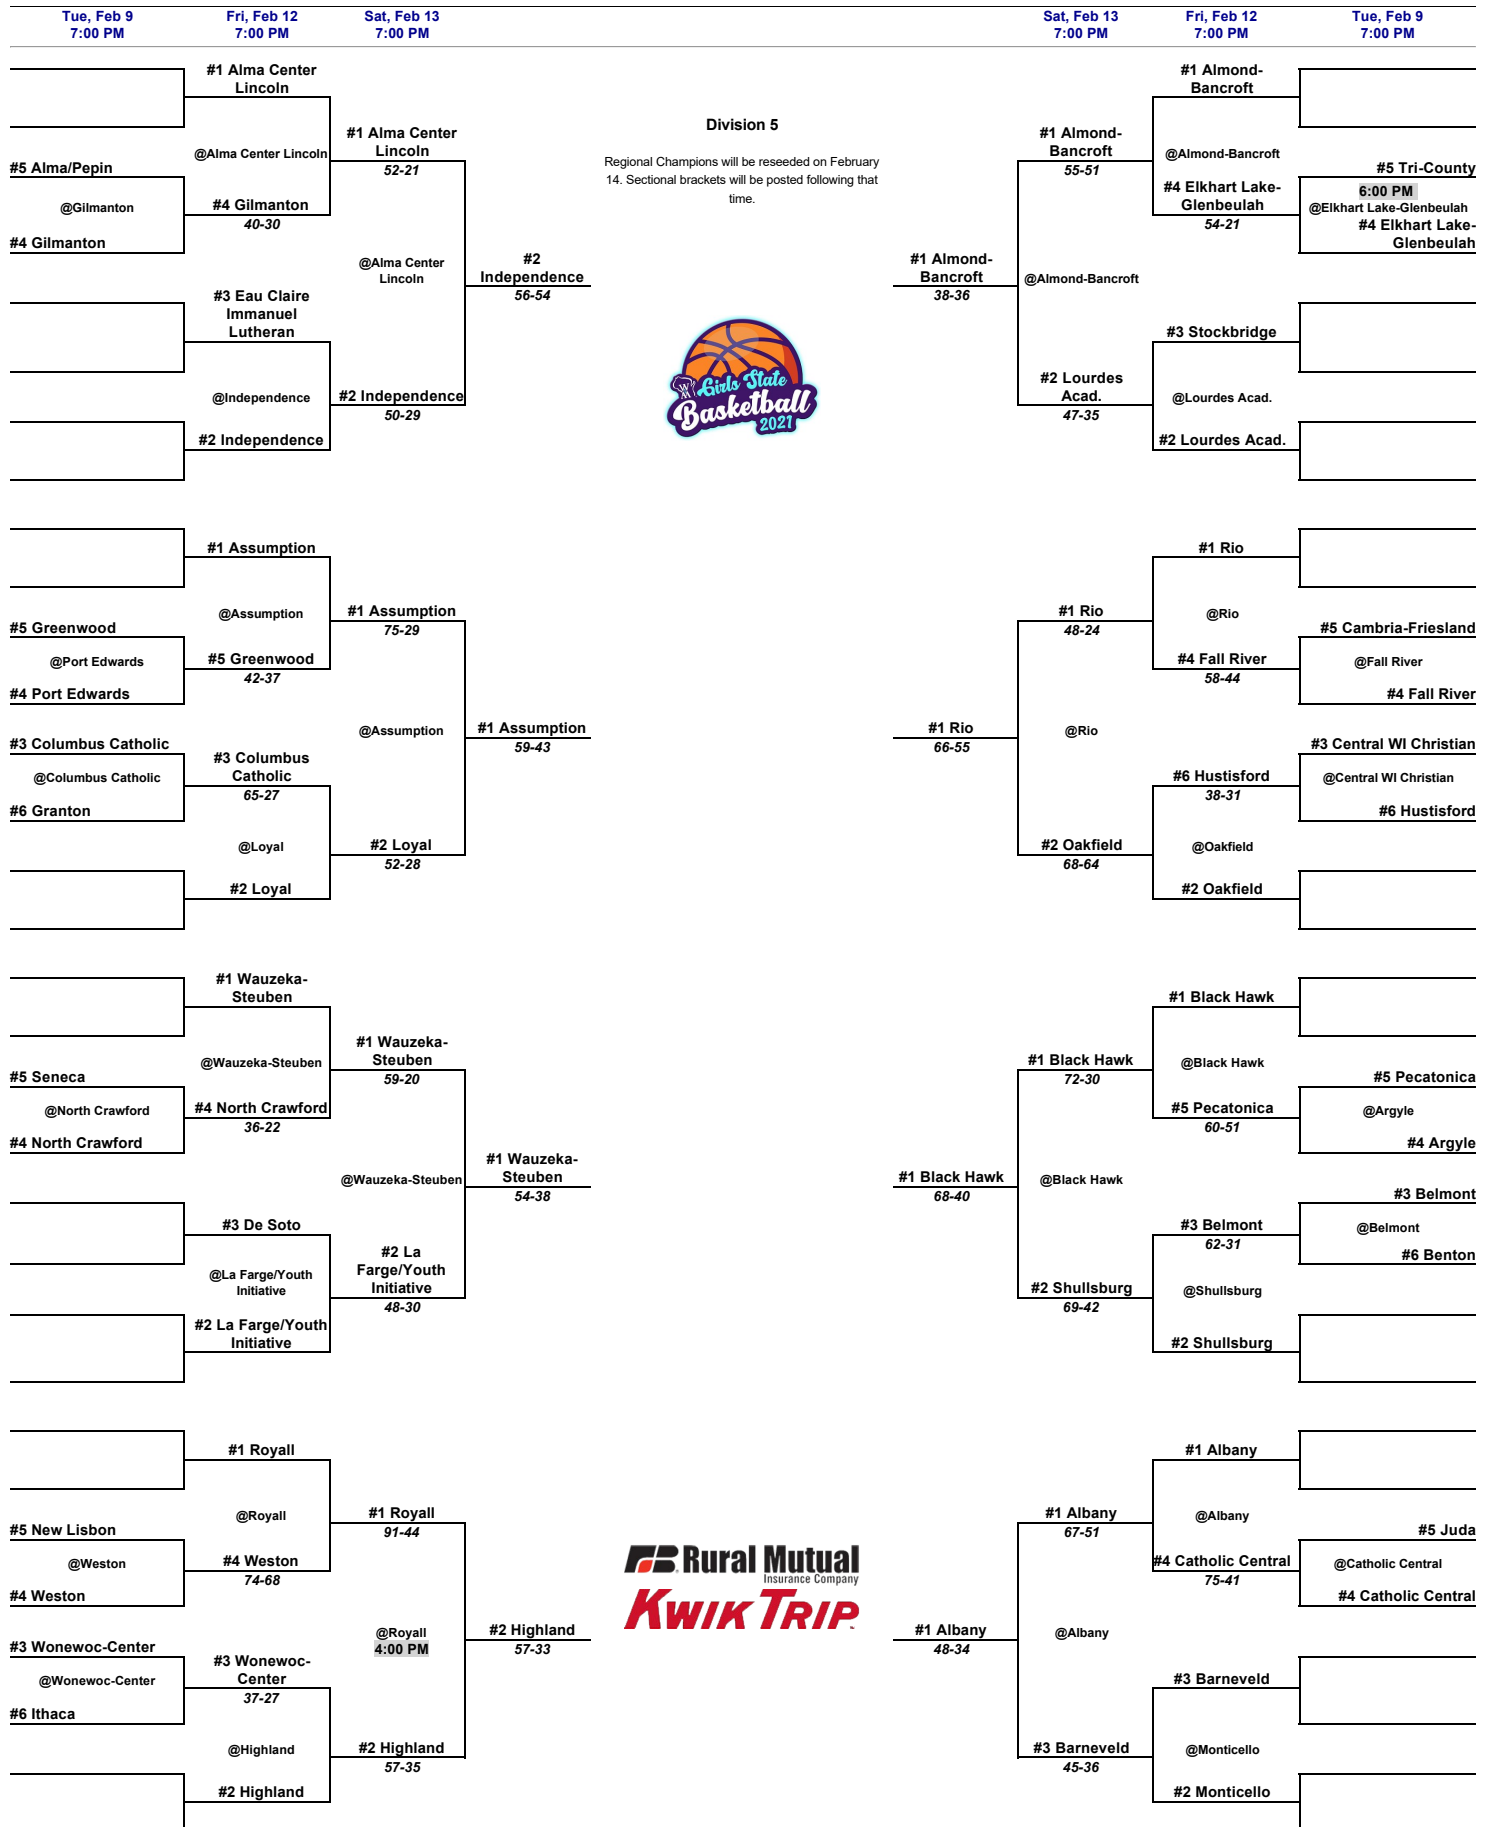 Tue, Feb 9
7:00 PM
Fri, Feb 12
7:00 PM
Sat, Feb 13
7:00 PM
Sat, Feb 13
7:00 PM
Fri, Feb 12
7:00 PM
Tue, Feb 9
7:00 PM
Division 5
Regional Champions will be reseeded on February
14. Sectional brackets will be posted following that
time.
#1 Alma Center
Lincoln
@Alma Center Lincoln
#5 Alma/Pepin
@Gilmanton
#4 Gilmanton
#4 Gilmanton
40-30
#1 Alma Center
Lincoln
52-21
@Alma Center
Lincoln
#2
Independence
56-54
#3 Eau Claire
Immanuel
Lutheran
@Independence
#2 Independence
50-29
#2 Independence
#1 Almond-
Bancroft
@Almond-Bancroft
#1 Almond-
Bancroft
55-51
#5 Tri-County
6:00 PM
@Elkhart Lake-Glenbeulah
#4 Elkhart Lake-
Glenbeulah
#4 Elkhart Lake-
Glenbeulah
54-21
#1 Almond-
Bancroft
38-36
@Almond-Bancroft
#3 Stockbridge
#2 Lourdes
Acad.
47-35
@Lourdes Acad.
#2 Lourdes Acad.
Girls State
Basketball
2021
#1 Assumption
@Assumption
#1 Assumption
75-29
#5 Greenwood
@Port Edwards
#4 Port Edwards
#5 Greenwood
42-37
@Assumption
#1 Assumption
59-43
#3 Columbus Catholic
@Columbus Catholic
#6 Granton
#3 Columbus
Catholic
65-27
@Loyal
#2 Loyal
52-28
#2 Loyal
#1 Rio
@Rio
#1 Rio
48-24
#5 Cambria-Friesland
@Fall River
#4 Fall River
#4 Fall River
58-44
#1 Rio
66-55
@Rio
#3 Central WI Christian
@Central WI Christian
#6 Hustisford
#6 Hustisford
38-31
#2 Oakfield
68-64
@Oakfield
#2 Oakfield
#1 Wauzeka-
Steuben
@Wauzeka-Steuben
#1 Wauzeka-
Steuben
59-20
#5 Seneca
@North Crawford
#4 North Crawford
#4 North Crawford
36-22
@Wauzeka-Steuben
#1 Wauzeka-
Steuben
54-38
#3 De Soto
@La Farge/Youth
Initiative
#2 La
Farge/Youth
Initiative
48-30
#2 La Farge/Youth
Initiative
#1 Black Hawk
@Black Hawk
#1 Black Hawk
72-30
#5 Pecatonica
@Argyle
#4 Argyle
#5 Pecatonica
60-51
#1 Black Hawk
68-40
@Black Hawk
#3 Belmont
@Belmont
#6 Benton
#3 Belmont
62-31
@Shullsburg
#2 Shullsburg
69-42
#2 Shullsburg
#1 Royall
@Royall
#1 Royall
91-44
#5 New Lisbon
@Weston
#4 Weston
#4 Weston
74-68
@Royall
4:00 PM
#2 Highland
57-33
#3 Wonewoc-Center
@Wonewoc-Center
#6 Ithaca
#3 Wonewoc-
Center
37-27
@Highland
#2 Highland
57-35
#2 Highland
Rural Mutual
Insurance Company
KWIK TRIP
#1 Albany
@Albany
#1 Albany
67-51
#5 Juda
@Catholic Central
#4 Catholic Central
#4 Catholic Central
75-41
#1 Albany
48-34
@Albany
#3 Barneveld
@Monticello
#3 Barneveld
45-36
#2 Monticello